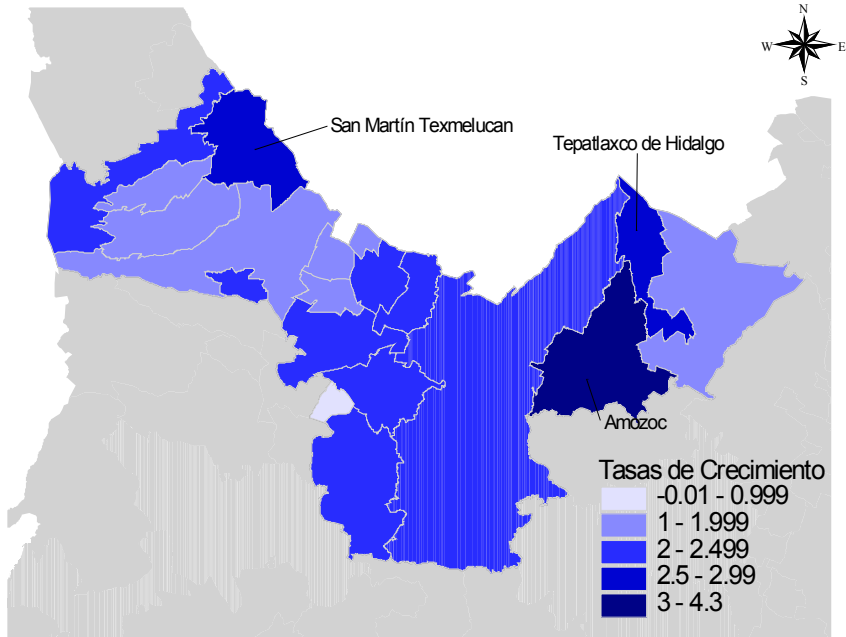 N
W E
S
San Martín Texmelucan
Tepatlaxco de Hidalgo
Amozoc
Tasas de Crecimiento
-0.01 - 0.999
1 - 1.999
2 - 2.499
2.5 - 2.99
3 - 4.3